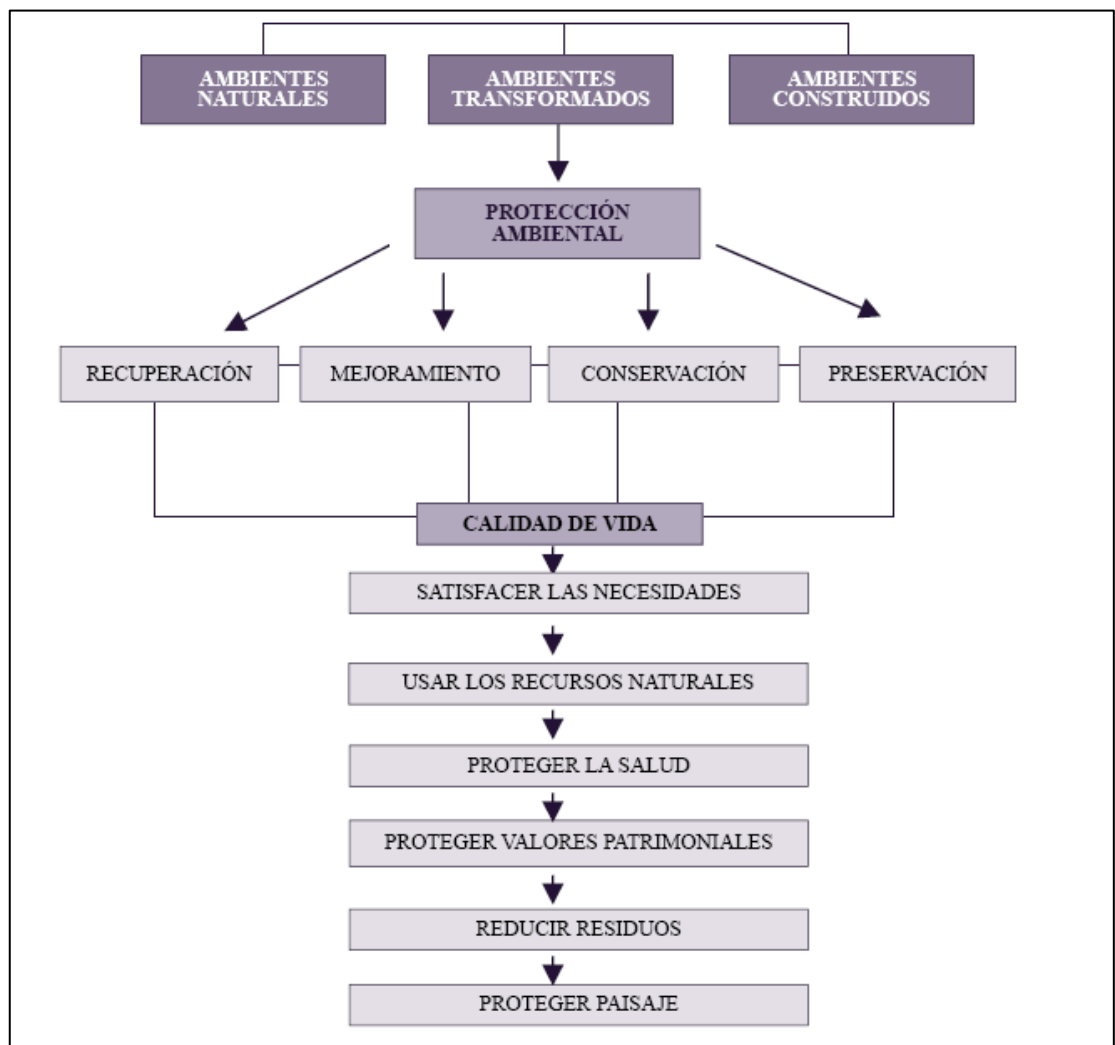 AMBIENTES
NATURALES
AMBIENTES
TRANSFORMADOS
AMBIENTES
CONSTRUIDOS
PROTECCIÓN
AMBIENTAL
RECUPERACIÓN
MEJORAMIENTO
CONSERVACIÓN
PRESERVACIÓN
CALIDAD DE VIDA
SATISFACER LAS NECESIDADES
USAR LOS RECURSOS NATURALES
PROTEGER LA SALUD
PROTEGER VALORES PATRIMONIALES
REDUCIR RESIDUOS
PROTEGER PAISAJE